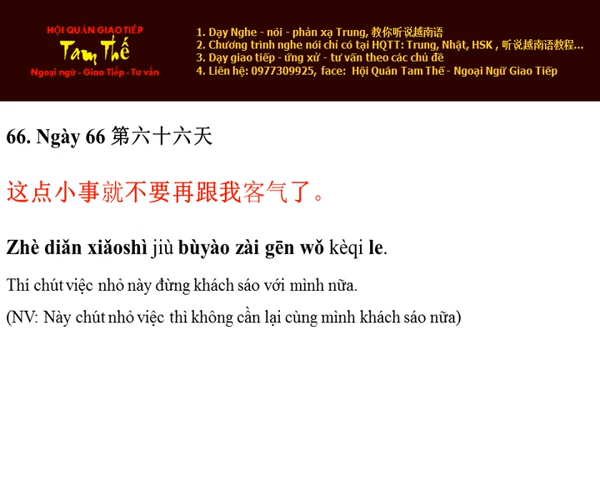 HỘI QUÁN GIAO TIẾP
Tam Thế
Ngoại ngữ - Giao Tiếp - Tư vấn
1. Dạy Nghe - nói - phản xạ Trung, 教你听说越南语
2. Chương trình nghe nói chỉ có tại HQTT: Trung, Nhật, HSK , 听说越南语教程...
3. Dạy giao tiếp - ứng xử - tư vấn theo các chủ đề
4. Liên hệ: 0977309925, face: Hội Quán Tam Thế - Ngoại Ngữ Giao Tiếp
66. Ngày 66 第六十六天
这点小事就不要再跟我客气了。
Zhè diǎn xiǎoshì jiù bùyào zài gēn wǒ kèqi le.
Thí chút việc nhỏ này đừng khách sáo với mình nữa.
(NV: Này chút nhỏ việc thì không cần lại cùng mình khách sáo nữa)